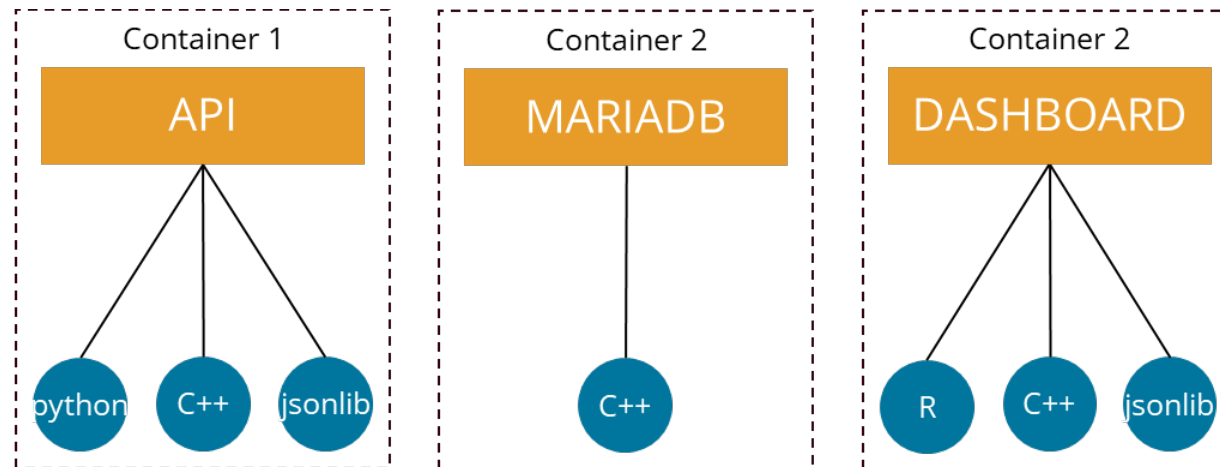 Container 1
API
python
C++
jsonlib
Container 2
MARIADB
C++
Container 2
DASHBOARD
R
C++
jsonlib